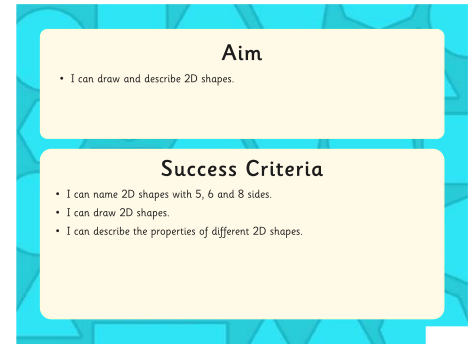 Aim
• I can draw and describe 2D shapes.
Success Criteria
• I can name 2D shapes with 5, 6 and 8 sides.
• I can draw 2D shapes.
• I can describe the properties of different 2D shapes.